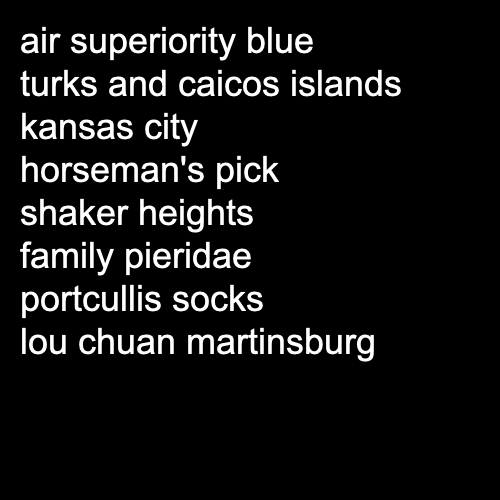 air superiority blue
turks and caicos islands
kansas city
horseman's pick
shaker heights
family pieridae
portcullis socks
lou chuan martinsburg